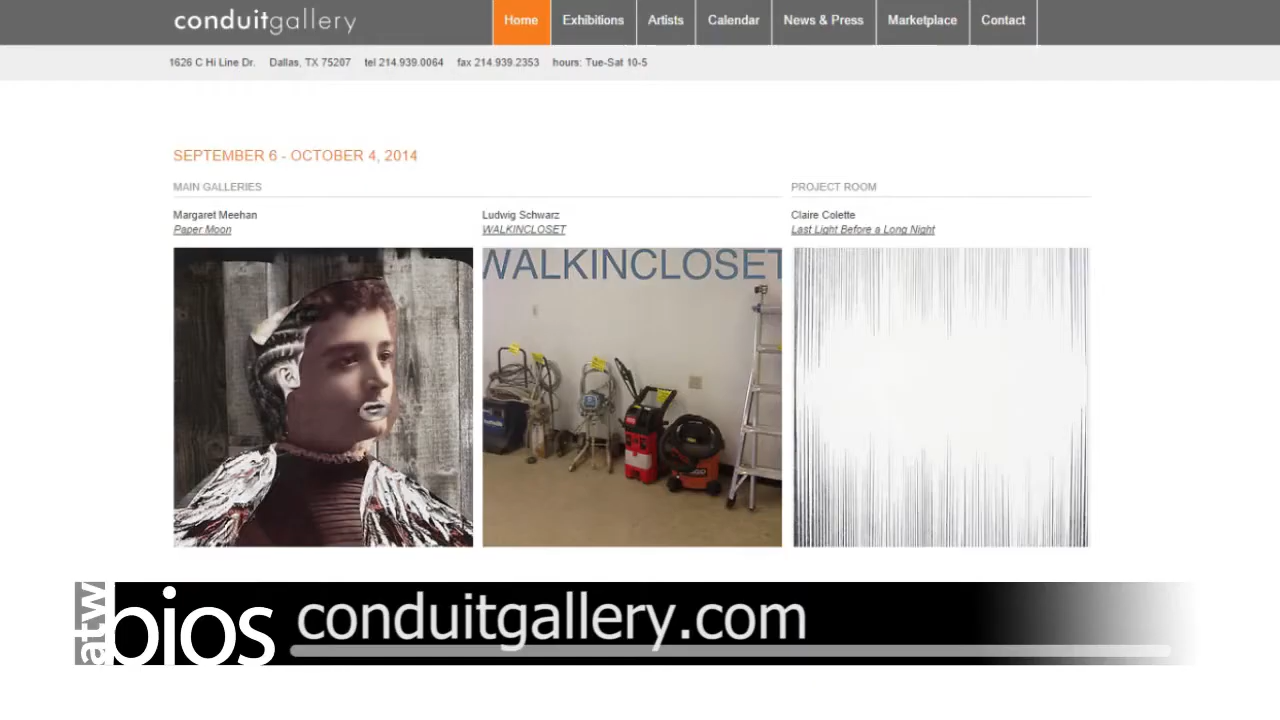 conduitgallery
Home Exhibitions Artists Calendar News & Press Marketplace Contact
1626 C Hi Line Dr. Dallas, TX 75207 tel 214.939.0064 fax 214.939.2353 hours: Tue-Sat 10-5
SEPTEMBER 6 - OCTOBER 4, 2014
MAIN GALLERIES
PROJECT ROOM
Margaret Meehan
Paper Moon
Ludwig Schwarz
WALKINCLOSET
Claire Colette
Last Light Before a Long Night
WALKINCLOSET
atw
bios
conduitgallery.com